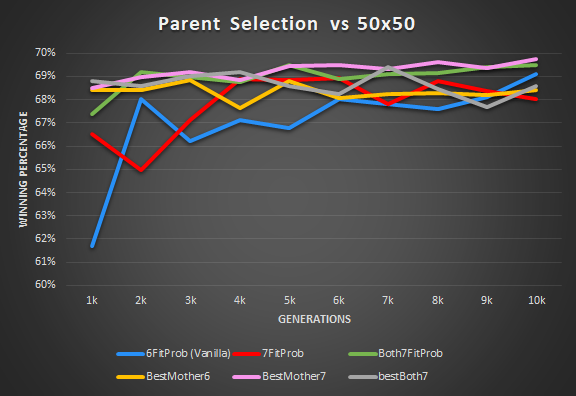 Parent Selection vs 50x50
70%
69%
68%
67%
66%
65%
64%
63%
62%
61%
60%
WINNING PERCENTAGE
1k 2k 3k 4k 5k 6k 7k 8k 9k 10k
GENERATIONS
6FitProb (Vanilla) 7FitProb Both7FitProb
BestMother6 BestMother7 bestBoth7